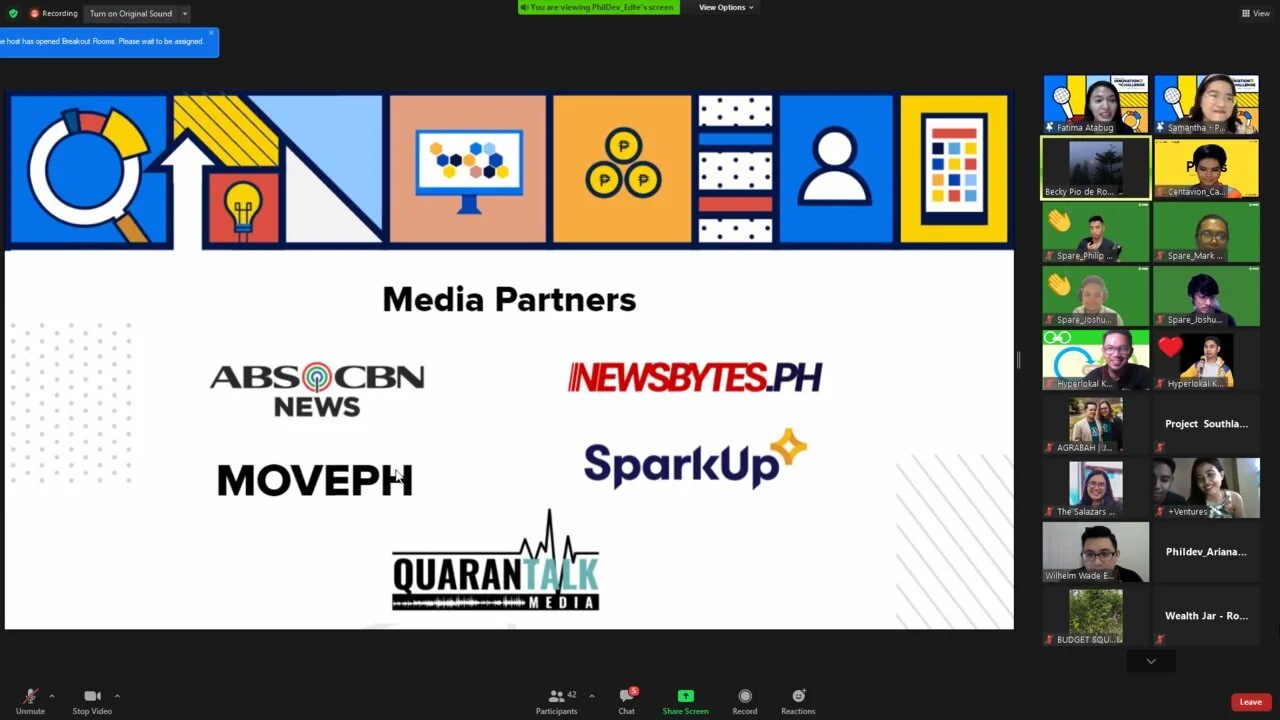 Recording
Turn on Original Sound
You are viewing PhilDev_Edfe's screen
View Options
View
e host has opened Breakout Rooms. Please wait to be assigned.
Media Partners
ABS CBN
NEWS
NEWSBYTES.PH
MOVEPH
SparkUp
QUARANTALK
MEDIA
INNOVATION
CHALLENGE
Fatima Atabug
Samantha - P...
Becky Pio de Ro...
Centavion_Ca...
Spare_Philip ...
Spare_Mark ...
Spare_Joshu...
Spare_Joshu...
Hyperlokal K...
Hyperlokal K...
AGRABAH | J...
Project Southla...
The Salazars ...
+Ventures
Wilhelm Wade E...
Phildev_Ariana...
BUDGET SQU...
Wealth Jar - Ro...
Unmute
Stop Video
42
Participants
5
Chat
Share Screen
Record
Reactions
Leave